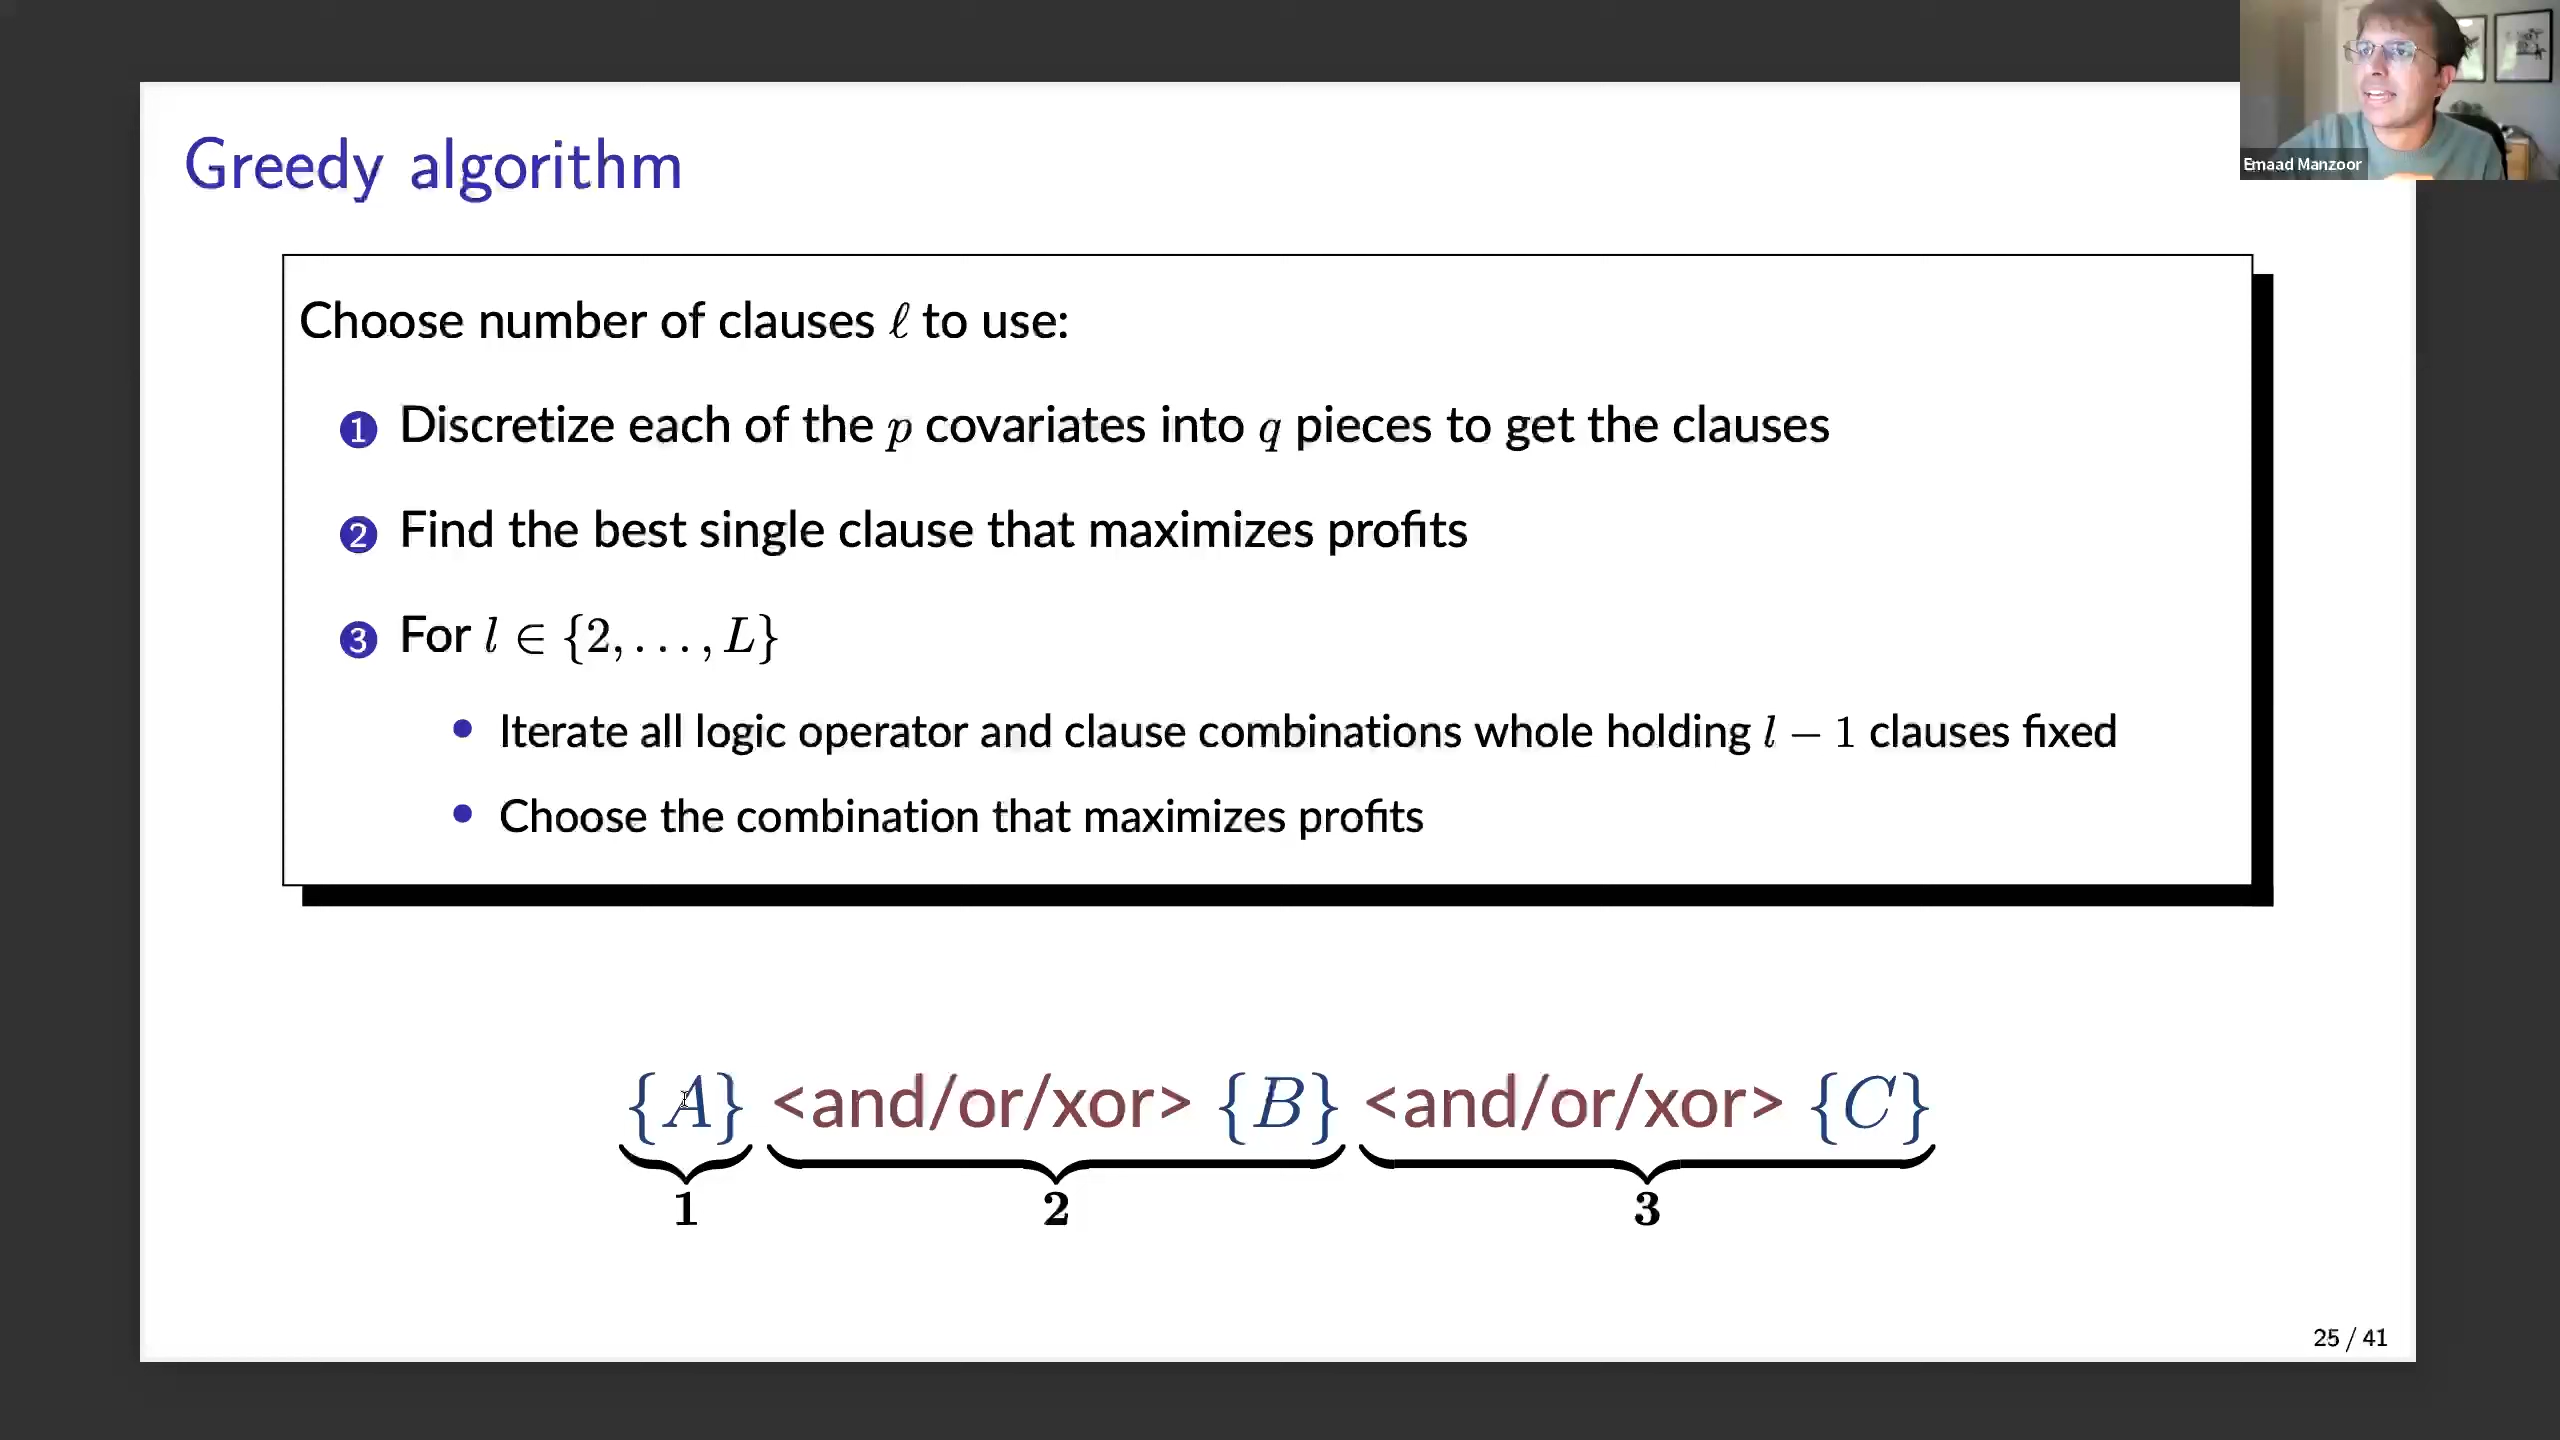 Emaad Manzoor
Greedy algorithm
Choose number of clauses ℓ to use:
1 Discretize each of the p covariates into q pieces to get the clauses
2 Find the best single clause that maximizes profits
3 For l ∈ {2, . . . , L}
• Iterate all logic operator and clause combinations whole holding l − 1 clauses fixed
• Choose the combination that maximizes profits
{A} <and/or/xor> {B} <and/or/xor> {C}
1 2 3
25 / 41